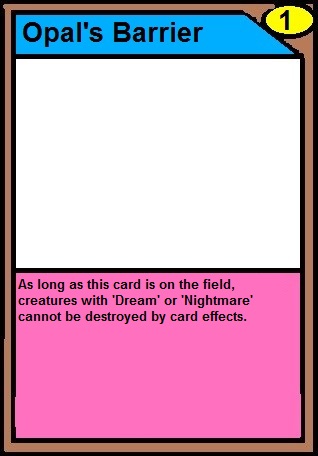 Opal's Barrier
1
As long as this card is on the field,
creatures with 'Dream' or 'Nightmare'
cannot be destroyed by card effects.